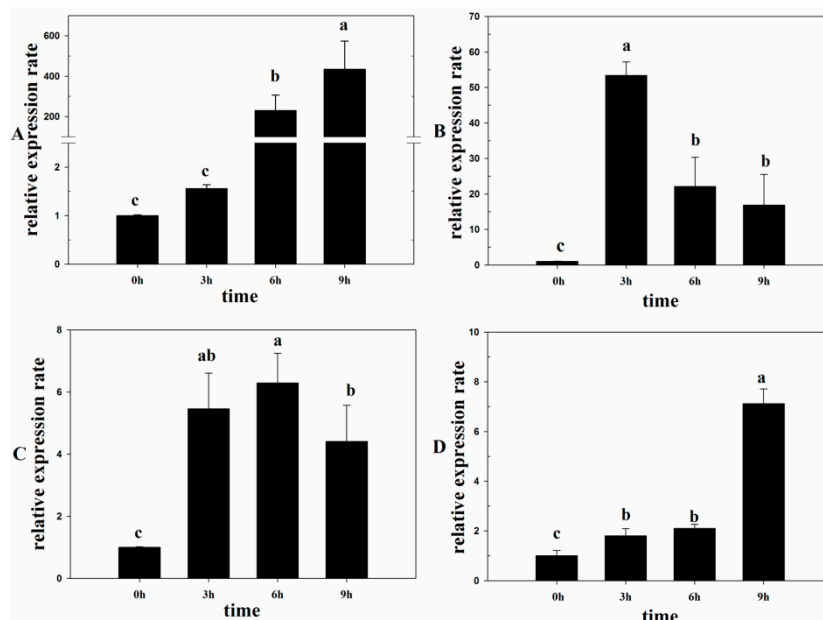 A
relative expression rate
600
400
200
2
1
0
c
c
b
a
0h
3h
6h
9h
time
B
relative expression rate
70
60
50
40
30
20
10
0
c
a
b
b
0h
3h
6h
9h
time
C
relative expression rate
8
6
4
2
0
c
ab
a
b
0h
3h
6h
9h
time
D
relative expression rate
10
8
6
4
2
0
c
b
b
a
0h
3h
6h
9h
time